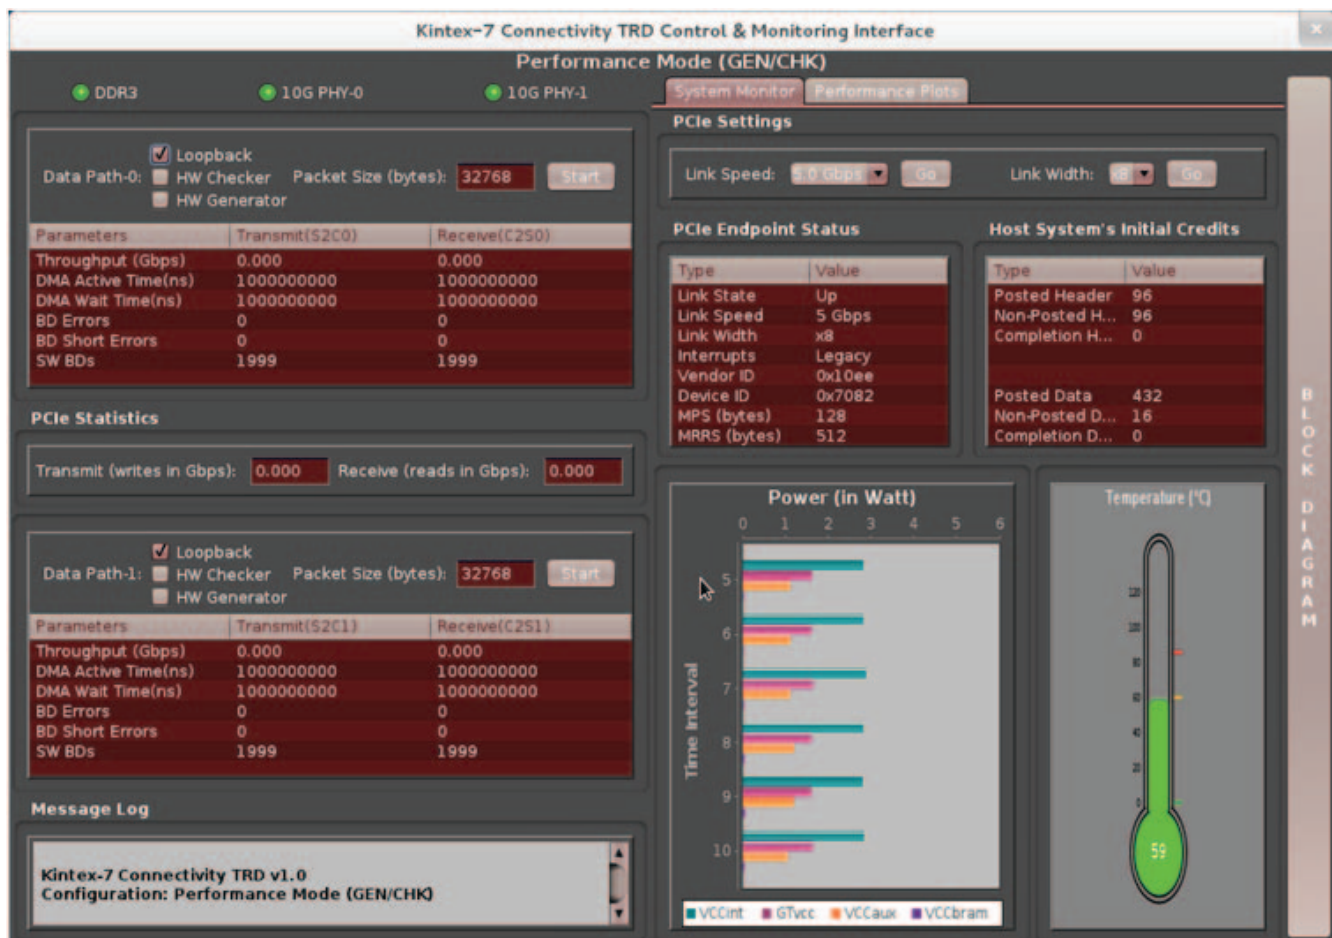 Kintex-7 Connectivity TRD Control & Monitoring Interface
Performance Mode (GEN/CHK)
DDR3 10G PHY-0 10G PHY-1
Loopback
Data Path-0: HW Checker Packet Size (bytes): 32768 Start
HW Generator
Parameters Transmit(S2C0) Receive(C2S0)
Throughput (Gbps) 0.000 0.000
DMA Active Time(ns) 1000000000 1000000000
DMA Wait Time(ns) 1000000000 1000000000
BD Errors 0 0
BD Short Errors 0 0
SW BDs 1999 1999
PCIe Statistics
Transmit (writes in Gbps): 0.000 Receive (reads in Gbps): 0.000
Loopback
Data Path-1: HW Checker Packet Size (bytes): 32768 Start
HW Generator
Parameters Transmit(S2C1) Receive(C2S1)
Throughput (Gbps) 0.000 0.000
DMA Active Time(ns) 1000000000 1000000000
DMA Wait Time(ns) 1000000000 1000000000
BD Errors 0 0
BD Short Errors 0 0
SW BDs 1999 1999
Message Log
Kintex-7 Connectivity TRD v1.0
Configuration: Performance Mode (GEN/CHK)
System Monitor Performance Plots
PCIe Settings
Link Speed: 5.0 Gbps Go Link Width: x8 Go
PCIe Endpoint Status
Type Value
Link State Up
Link Speed 5 Gbps
Link Width x8
Interrupts Legacy
Vendor ID 0x10ee
Device ID 0x7082
MPS (bytes) 128
MRRS (bytes) 512
Host System's Initial Credits
Type Value
Posted Header 96
Non-Posted H... 96
Completion H... 0
Posted Data 432
Non-Posted D... 16
Completion D... 0
Power (in Watt)
0 1 2 3 4 5 6
Time Interval
5
6
7
8
9
10
VCCint GTvcc VCCaux VCCbram
Temperature (°C)
120
100
80
60
40
20
0
59
BLOCK DIAGRAM